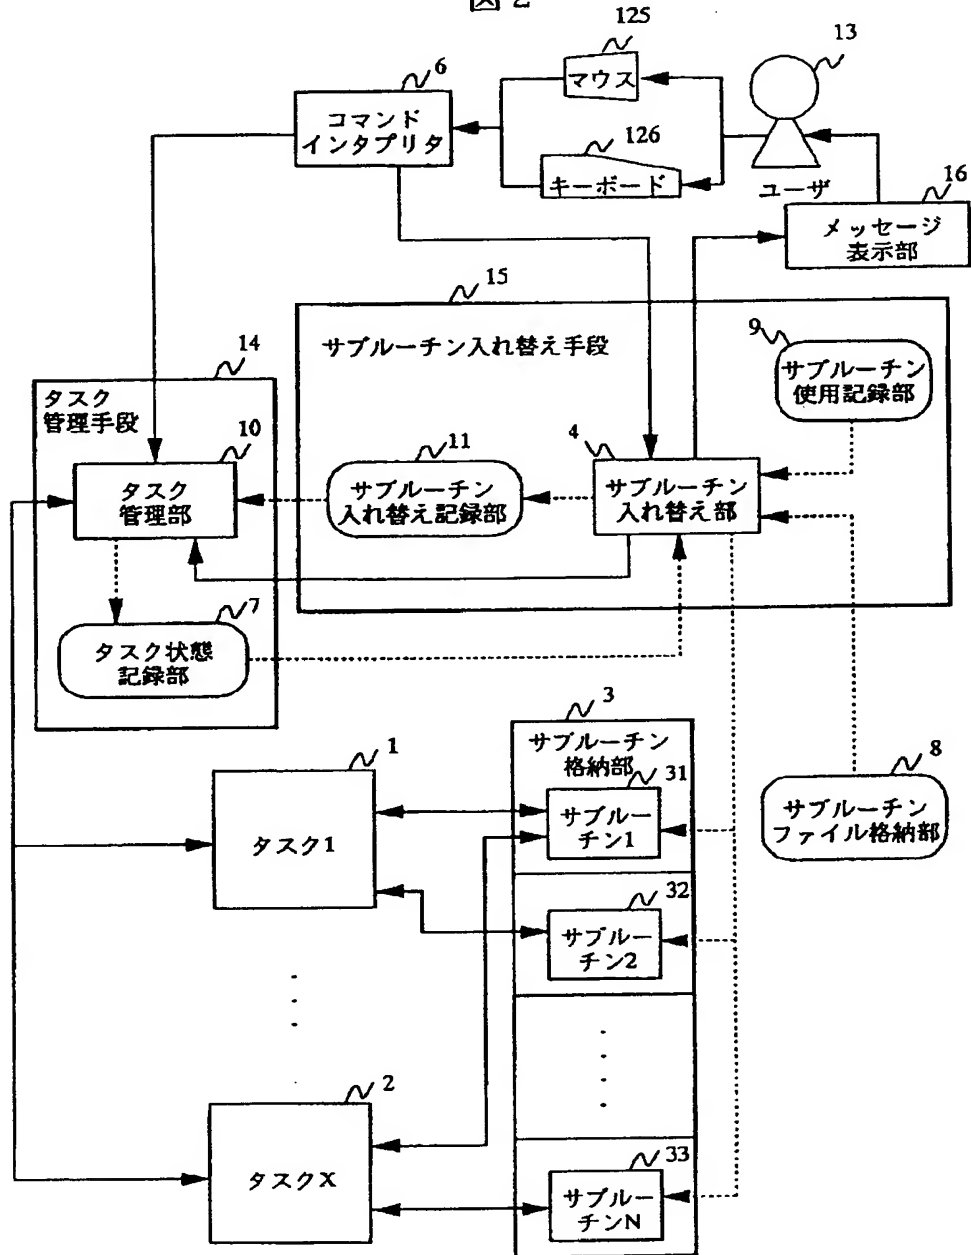 図 2
125
13
6
マウス
コマンド
インタプリタ
126
キーボード
ユーザ
16
メッセージ
表示部
15
サブルーチン入れ替え手段
9
サブルーチン
使用記録部
14
タスク
管理手段
10
タスク
管理部
11
サブルーチン
入れ替え記録部
4
サブルーチン
入れ替え部
7
タスク状態
記録部
3
サブルーチン
格納部
1
タスク1
31
サブルー
チン1
8
サブルーチン
ファイル格納部
32
サブルー
チン2
2
タスクX
33
サブルー
チンN